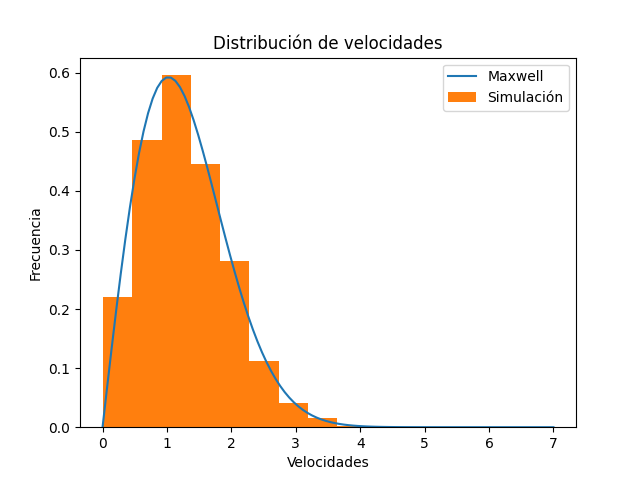 Distribución de velocidades
Maxwell
Simulación
Frecuencia
0.6
0.5
0.4
0.3
0.2
0.1
0.0
0 1 2 3 4 5 6 7
Velocidades